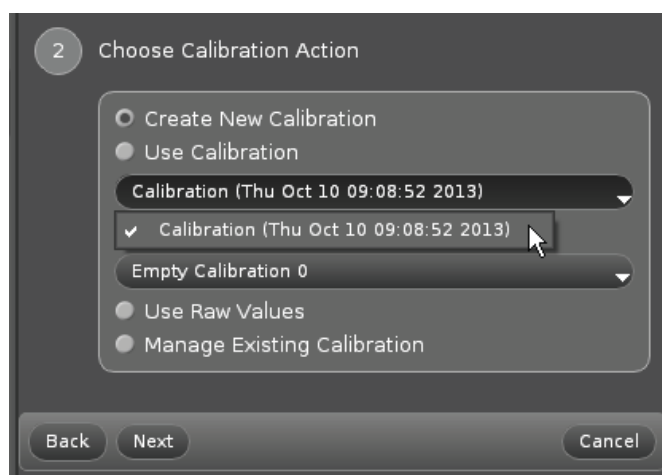 2 Choose Calibration Action
Create New Calibration
Use Calibration
Calibration (Thu Oct 10 09:08:52 2013)
Calibration (Thu Oct 10 09:08:52 2013)
Empty Calibration 0
Use Raw Values
Manage Existing Calibration
Back Next Cancel